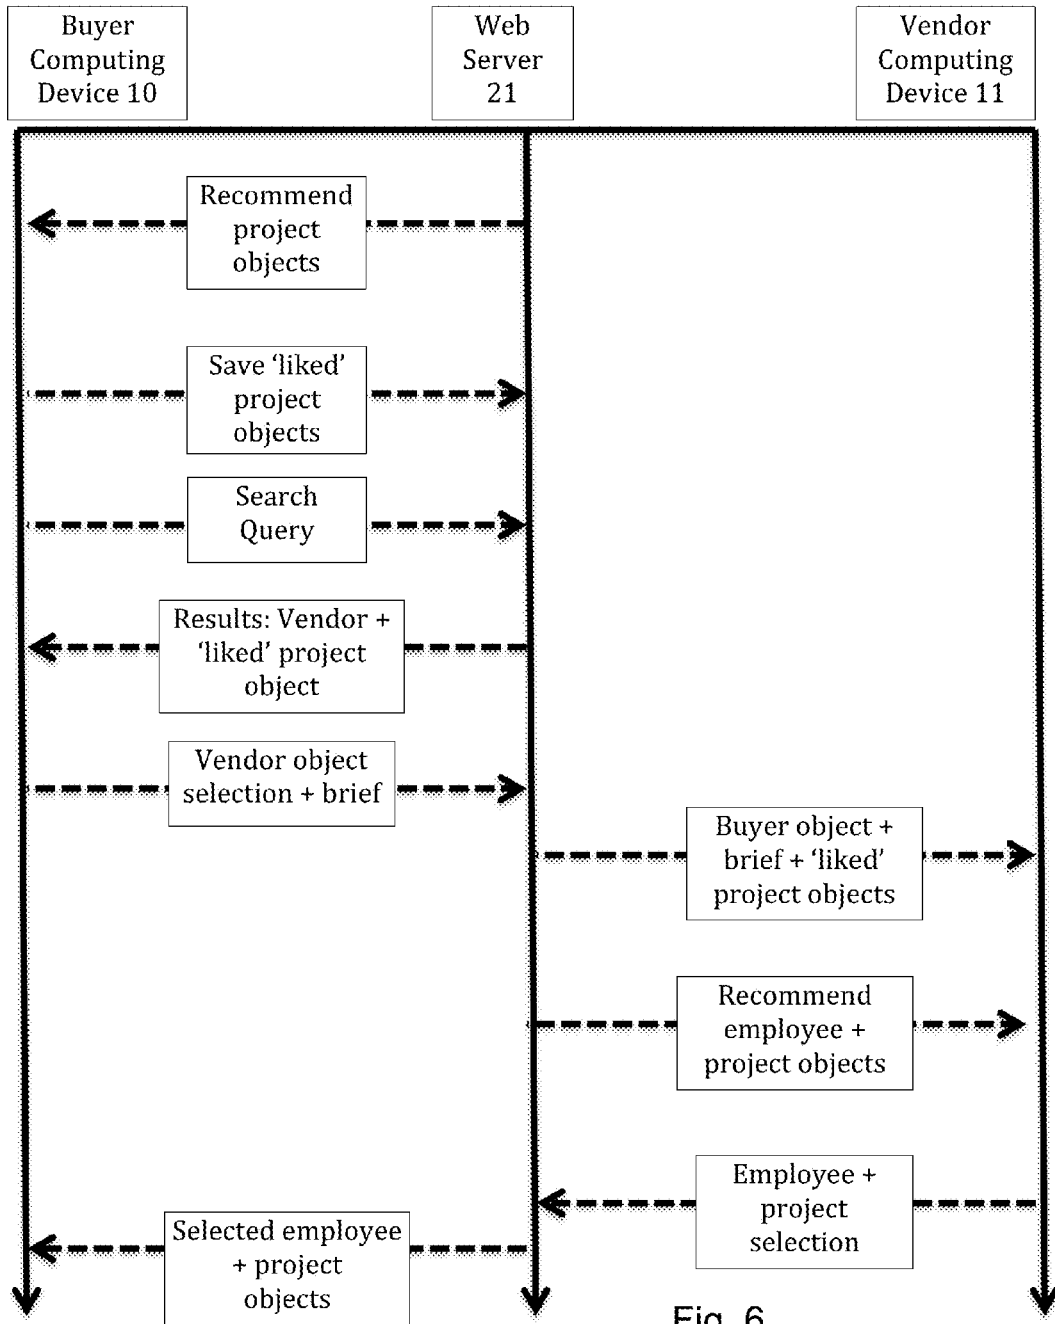 Buyer
Computing
Device 10
Web
Server
21
Vendor
Computing
Device 11
Recommend
project
objects
Save ‘liked’
project
objects
Search
Query
Results: Vendor +
‘liked’ project
object
Vendor object
selection + brief
Buyer object +
brief + ‘liked’
project objects
Recommend
employee +
project objects
Employee +
project
selection
Selected employee
+ project
objects
Fig. 6